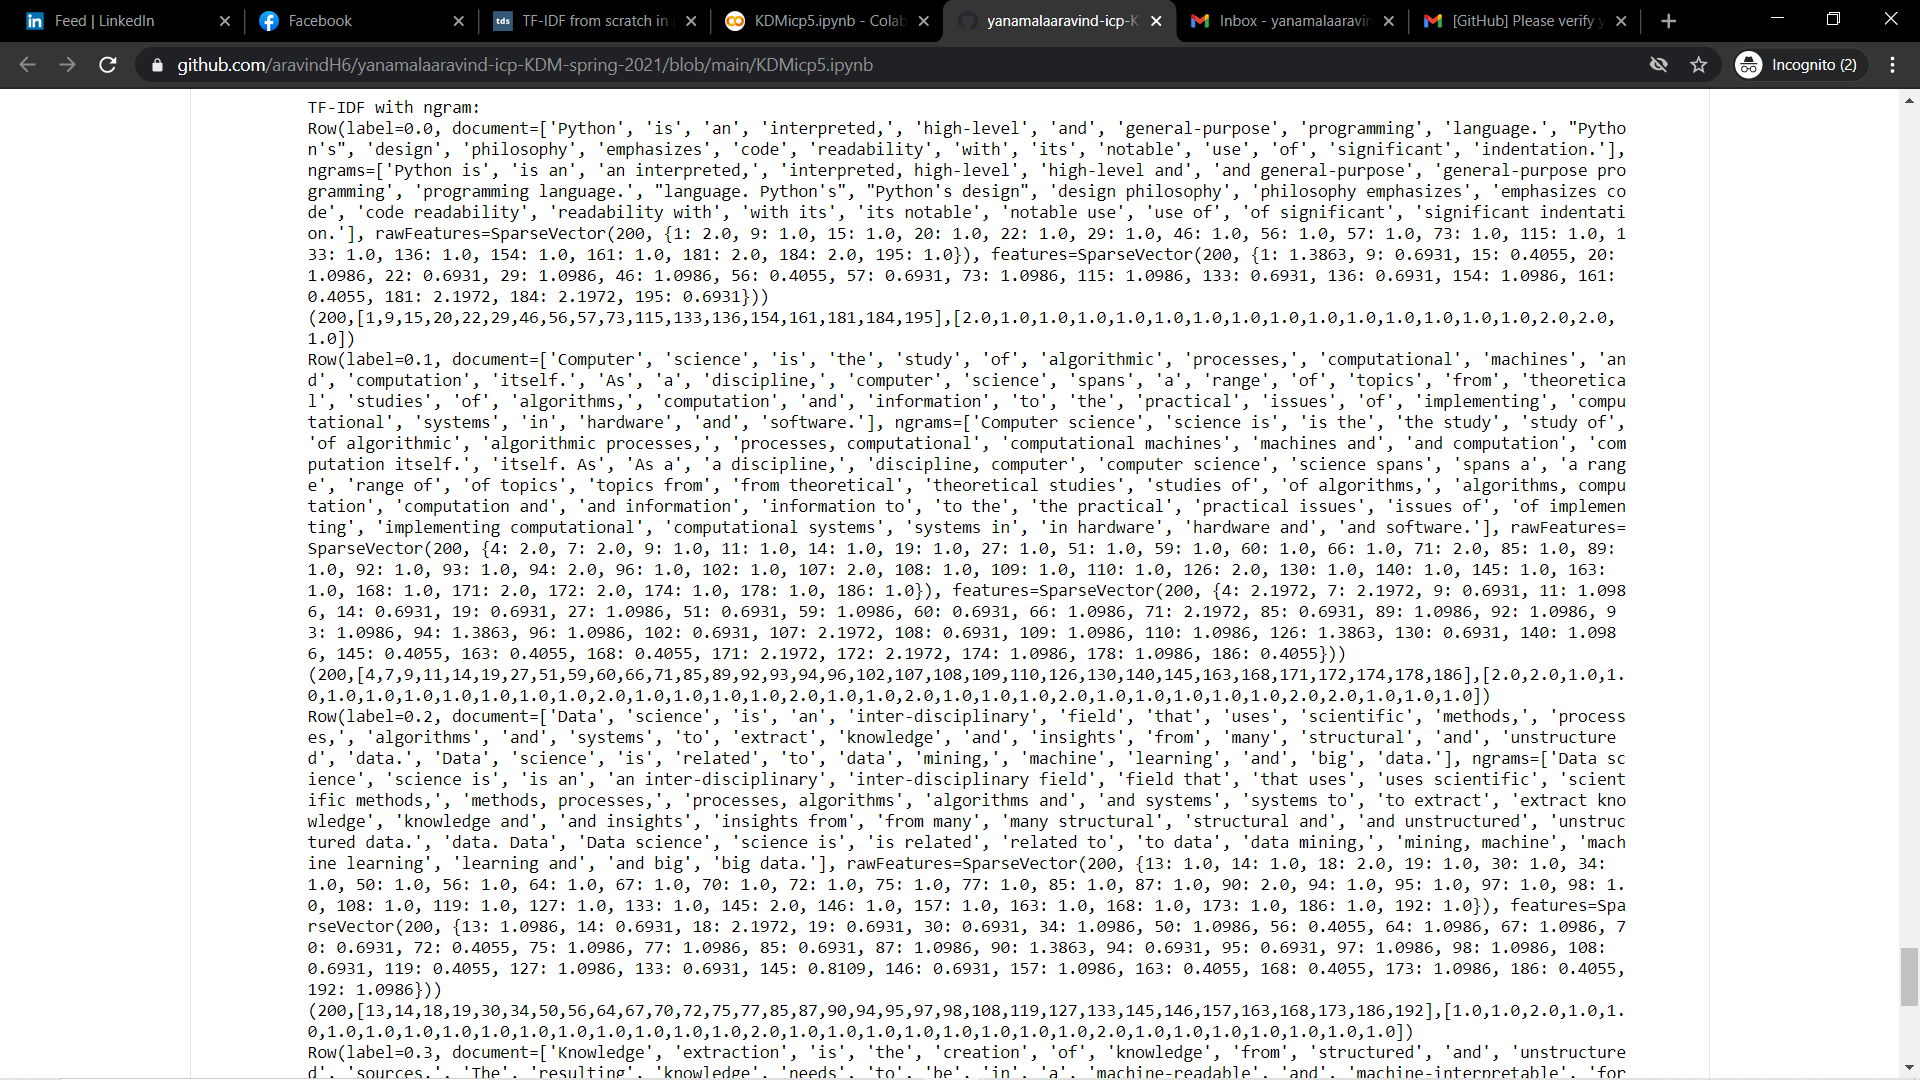 Feed | LinkedIn
Facebook
tds
TF-IDF from scratch in
KDMicp5.ipynb - Colab
yanamalaaravind-icp-K
Inbox - yanamalaaravin
[GitHub] Please verify y
github.com/aravindH6/yanamalaaravind-icp-KDM-spring-2021/blob/main/KDMicp5.ipynb
Incognito (2)
TF-IDF with ngram:
Row(label=0.0, document=['Python', 'is', 'an', 'interpreted,', 'high-level', 'and', 'general-purpose', 'programming', 'language.', "Pytho
n's", 'design', 'philosophy', 'emphasizes', 'code', 'readability', 'with', 'its', 'notable', 'use', 'of', 'significant', 'indentation.'],
ngrams=['Python is', 'is an', 'an interpreted,', 'interpreted, high-level', 'high-level and', 'and general-purpose', 'general-purpose pro
gramming', 'programming language.', "language. Python's", "Python's design", 'design philosophy', 'philosophy emphasizes', 'emphasizes co
de', 'code readability', 'readability with', 'with its', 'its notable', 'notable use', 'use of', 'of significant', 'significant indentati
on.'], rawFeatures=SparseVector(200, {1: 2.0, 9: 1.0, 15: 1.0, 20: 1.0, 22: 1.0, 29: 1.0, 46: 1.0, 56: 1.0, 57: 1.0, 73: 1.0, 115: 1.0, 1
33: 1.0, 136: 1.0, 154: 1.0, 161: 1.0, 181: 2.0, 184: 2.0, 195: 1.0}), features=SparseVector(200, {1: 1.3863, 9: 0.6931, 15: 0.4055, 20:
1.0986, 22: 0.6931, 29: 1.0986, 46: 1.0986, 56: 0.4055, 57: 0.6931, 73: 1.0986, 115: 1.0986, 133: 0.6931, 136: 0.6931, 154: 1.0986, 161:
0.4055, 181: 2.1972, 184: 2.1972, 195: 0.6931}))
(200,[1,9,15,20,22,29,46,56,57,73,115,133,136,154,161,181,184,195],[2.0,1.0,1.0,1.0,1.0,1.0,1.0,1.0,1.0,1.0,1.0,1.0,1.0,1.0,1.0,2.0,2.0,
1.0])
Row(label=0.1, document=['Computer', 'science', 'is', 'the', 'study', 'of', 'algorithmic', 'processes,', 'computational', 'machines', 'an
d', 'computation', 'itself.', 'As', 'a', 'discipline,', 'computer', 'science', 'spans', 'a', 'range', 'of', 'topics', 'from', 'theoretica
l', 'studies', 'of', 'algorithms,', 'computation', 'and', 'information', 'to', 'the', 'practical', 'issues', 'of', 'implementing', 'compu
tational', 'systems', 'in', 'hardware', 'and', 'software.'], ngrams=['Computer science', 'science is', 'is the', 'the study', 'study of',
'of algorithmic', 'algorithmic processes,', 'processes, computational', 'computational machines', 'machines and', 'and computation', 'com
putation itself.', 'itself. As', 'As a', 'a discipline,', 'discipline, computer', 'computer science', 'science spans', 'spans a', 'a rang
e', 'range of', 'of topics', 'topics from', 'from theoretical', 'theoretical studies', 'studies of', 'of algorithms,', 'algorithms, compu
tation', 'computation and', 'and information', 'information to', 'to the', 'the practical', 'practical issues', 'issues of', 'of implemen
ting', 'implementing computational', 'computational systems', 'systems in', 'in hardware', 'hardware and', 'and software.'], rawFeatures=
SparseVector(200, {4: 2.0, 7: 2.0, 9: 1.0, 11: 1.0, 14: 1.0, 19: 1.0, 27: 1.0, 51: 1.0, 59: 1.0, 60: 1.0, 66: 1.0, 71: 2.0, 85: 1.0, 89:
1.0, 92: 1.0, 93: 1.0, 94: 2.0, 96: 1.0, 102: 1.0, 107: 2.0, 108: 1.0, 109: 1.0, 110: 1.0, 126: 2.0, 130: 1.0, 140: 1.0, 145: 1.0, 163:
1.0, 168: 1.0, 171: 2.0, 172: 2.0, 174: 1.0, 178: 1.0, 186: 1.0}), features=SparseVector(200, {4: 2.1972, 7: 2.1972, 9: 0.6931, 11: 1.098
6, 14: 0.6931, 19: 0.6931, 27: 1.0986, 51: 0.6931, 59: 1.0986, 60: 0.6931, 66: 1.0986, 71: 2.1972, 85: 0.6931, 89: 1.0986, 92: 1.0986, 9
3: 1.0986, 94: 1.3863, 96: 1.0986, 102: 0.6931, 107: 2.1972, 108: 0.6931, 109: 1.0986, 110: 1.0986, 126: 1.3863, 130: 0.6931, 140: 1.098
6, 145: 0.4055, 163: 0.4055, 168: 0.4055, 171: 2.1972, 172: 2.1972, 174: 1.0986, 178: 1.0986, 186: 0.4055}))
(200,[4,7,9,11,14,19,27,51,59,60,66,71,85,89,92,93,94,96,102,107,108,109,110,126,130,140,145,163,168,171,172,174,178,186],[2.0,2.0,1.0,1.
0,1.0,1.0,1.0,1.0,1.0,1.0,1.0,2.0,1.0,1.0,1.0,1.0,2.0,1.0,1.0,2.0,1.0,1.0,1.0,2.0,1.0,1.0,1.0,1.0,1.0,2.0,2.0,1.0,1.0,1.0])
Row(label=0.2, document=['Data', 'science', 'is', 'an', 'inter-disciplinary', 'field', 'that', 'uses', 'scientific', 'methods,', 'process
es,', 'algorithms', 'and', 'systems', 'to', 'extract', 'knowledge', 'and', 'insights', 'from', 'many', 'structural', 'and', 'unstructure
d', 'data.', 'Data', 'science', 'is', 'related', 'to', 'data', 'mining,', 'machine', 'learning', 'and', 'big', 'data.'], ngrams=['Data sc
ience', 'science is', 'is an', 'an inter-disciplinary', 'inter-disciplinary field', 'field that', 'that uses', 'uses scientific', 'scient
ific methods,', 'methods, processes,', 'processes, algorithms', 'algorithms and', 'and systems', 'systems to', 'to extract', 'extract kno
wledge', 'knowledge and', 'and insights', 'insights from', 'from many', 'many structural', 'structural and', 'and unstructured', 'unstruc
tured data.', 'data. Data', 'Data science', 'science is', 'is related', 'related to', 'to data', 'data mining,', 'mining, machine', 'mach
ine learning', 'learning and', 'and big', 'big data.'], rawFeatures=SparseVector(200, {13: 1.0, 14: 1.0, 18: 2.0, 19: 1.0, 30: 1.0, 34:
1.0, 50: 1.0, 56: 1.0, 64: 1.0, 67: 1.0, 70: 1.0, 72: 1.0, 75: 1.0, 77: 1.0, 85: 1.0, 87: 1.0, 90: 2.0, 94: 1.0, 95: 1.0, 97: 1.0, 98: 1.
0, 108: 1.0, 119: 1.0, 127: 1.0, 133: 1.0, 145: 2.0, 146: 1.0, 157: 1.0, 163: 1.0, 168: 1.0, 173: 1.0, 186: 1.0, 192: 1.0}), features=Spa
rseVector(200, {13: 1.0986, 14: 0.6931, 18: 2.1972, 19: 0.6931, 30: 0.6931, 34: 1.0986, 50: 1.0986, 56: 0.4055, 64: 1.0986, 67: 1.0986, 7
0: 0.6931, 72: 0.4055, 75: 1.0986, 77: 1.0986, 85: 0.6931, 87: 1.0986, 90: 1.3863, 94: 0.6931, 95: 0.6931, 97: 1.0986, 98: 1.0986, 108:
0.6931, 119: 0.4055, 127: 1.0986, 133: 0.6931, 145: 0.8109, 146: 0.6931, 157: 1.0986, 163: 0.4055, 168: 0.4055, 173: 1.0986, 186: 0.4055,
192: 1.0986}))
(200,[13,14,18,19,30,34,50,56,64,67,70,72,75,77,85,87,90,94,95,97,98,108,119,127,133,145,146,157,163,168,173,186,192],[1.0,1.0,2.0,1.0,1.
0,1.0,1.0,1.0,1.0,1.0,1.0,1.0,1.0,1.0,1.0,1.0,2.0,1.0,1.0,1.0,1.0,1.0,1.0,1.0,1.0,2.0,1.0,1.0,1.0,1.0,1.0,1.0,1.0])
Row(label=0.3, document=['Knowledge', 'extraction', 'is', 'the', 'creation', 'of', 'knowledge', 'from', 'structured', 'and', 'unstructure
d', 'sources.', 'The', 'resulting', 'knowledge', 'needs', 'to', 'be', 'in', 'a', 'machine-readable', 'and', 'machine-interpretable', 'for